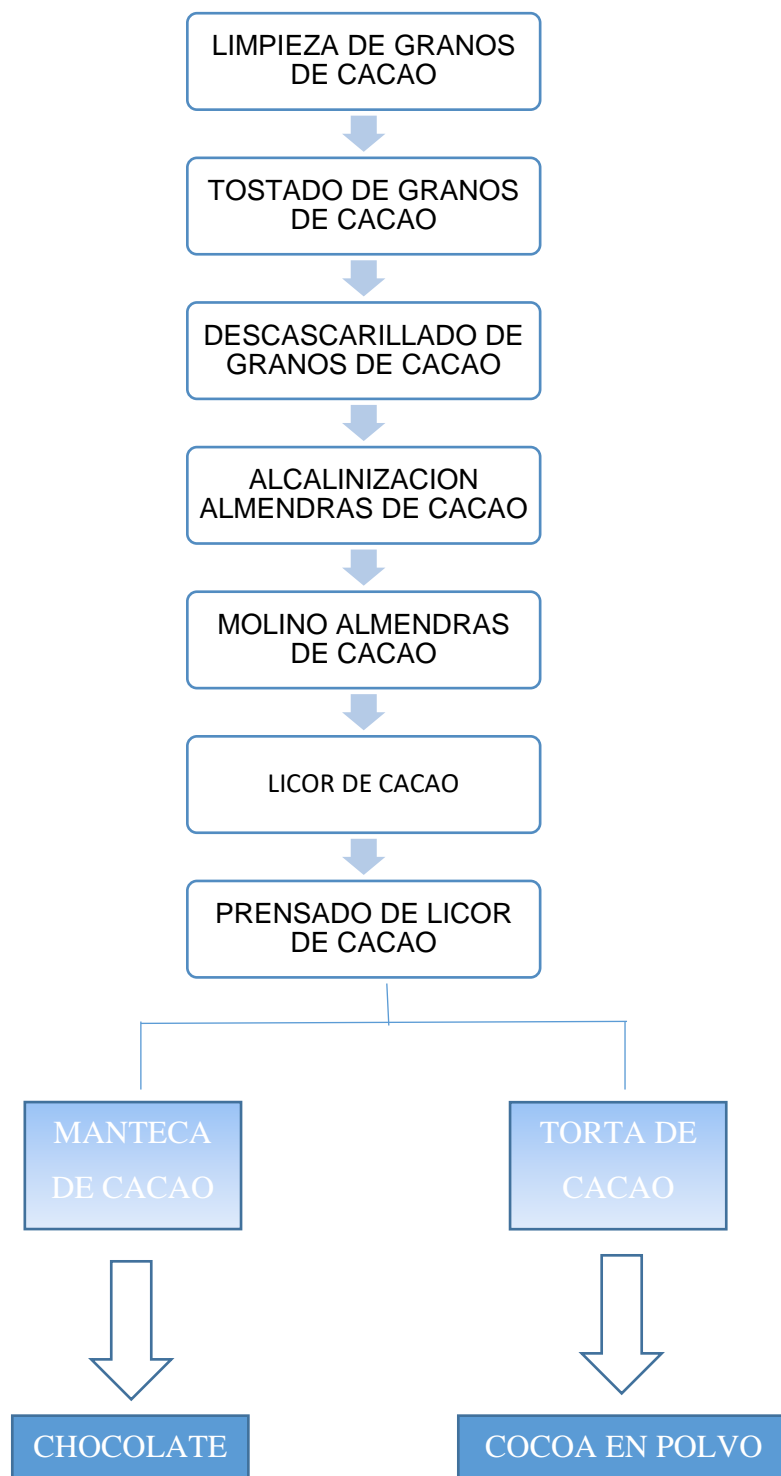 LIMPIEZA DE GRANOS
DE CACAO
TOSTADO DE GRANOS
DE CACAO
DESCASCARILLADO DE
GRANOS DE CACAO
ALCALINIZACION
ALMENDRAS DE CACAO
MOLINO ALMENDRAS
DE CACAO
LICOR DE CACAO
PRENSADO DE LICOR
DE CACAO
MANTECA
DE CACAO
TORTA DE
CACAO
CHOCOLATE
COCOA EN POLVO